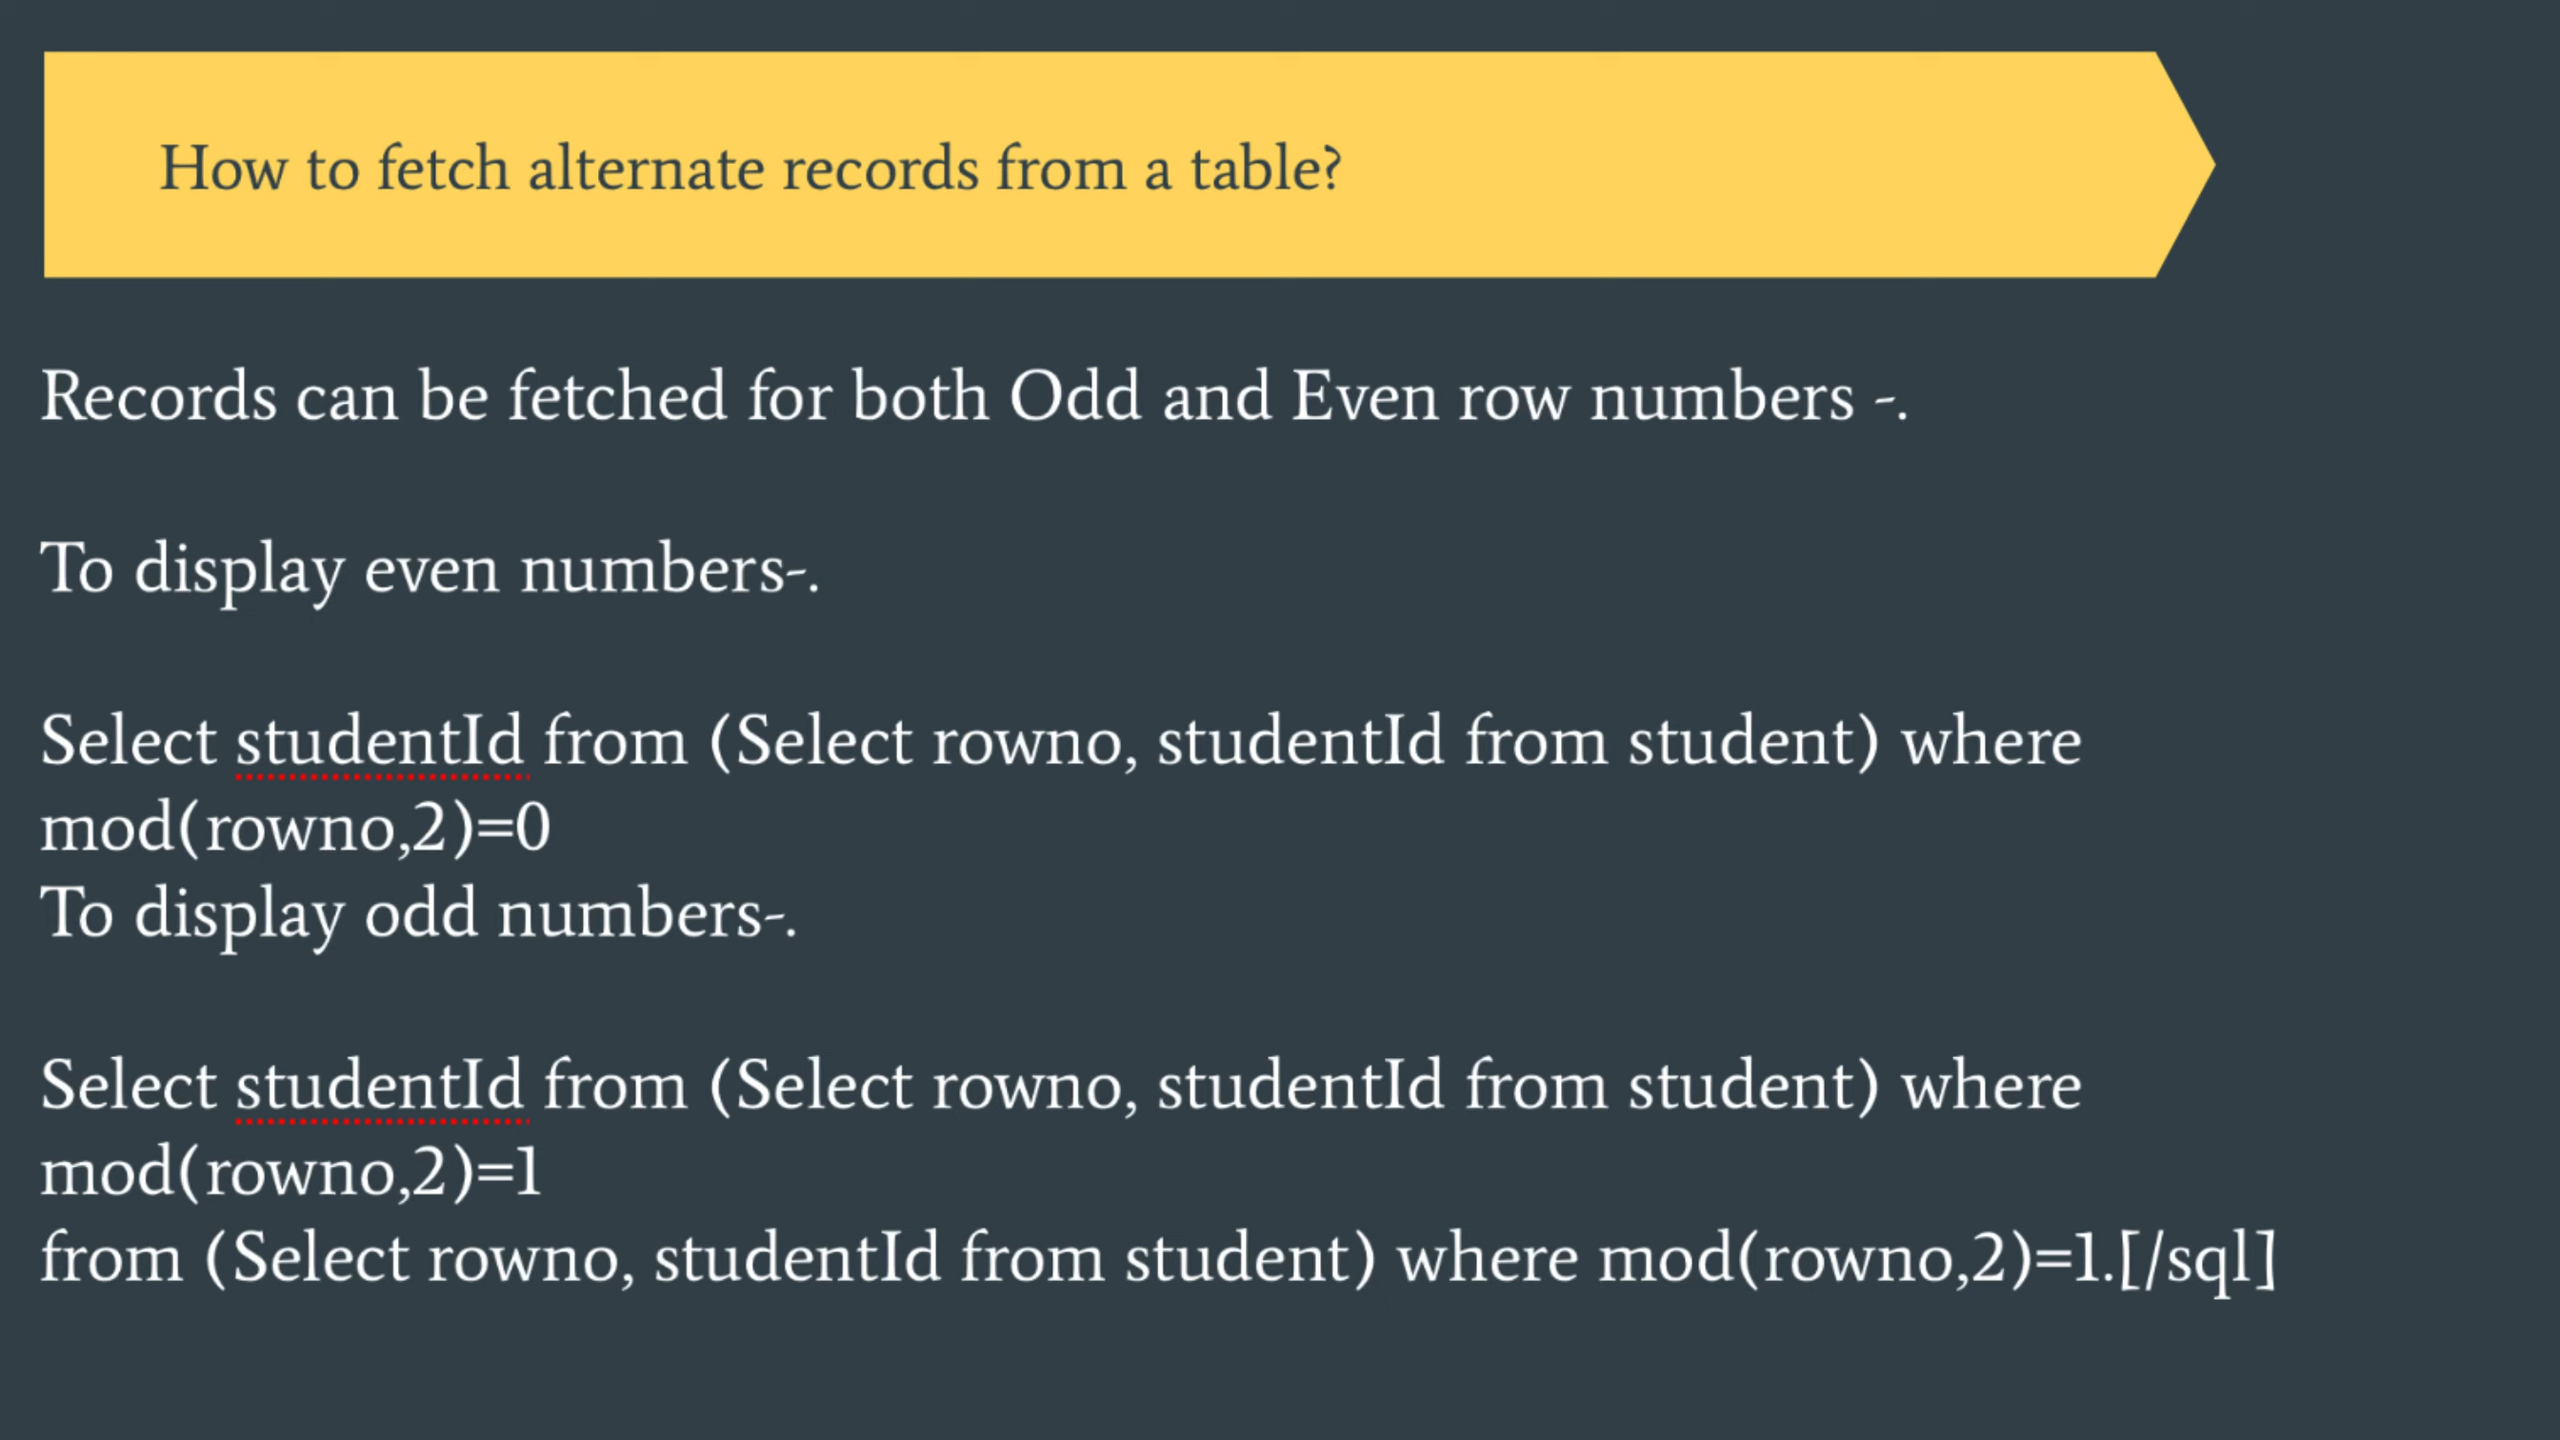 How to fetch alternate records from a table?
Records can be fetched for both Odd and Even row numbers -.
To display even numbers-.
Select studentId from (Select rowno, studentId from student) where
mod(rowno,2)=0
To display odd numbers-.
Select studentId from (Select rowno, studentId from student) where
mod(rowno,2)=1
from (Select rowno, studentId from student) where mod(rowno,2)=1.[/sql]